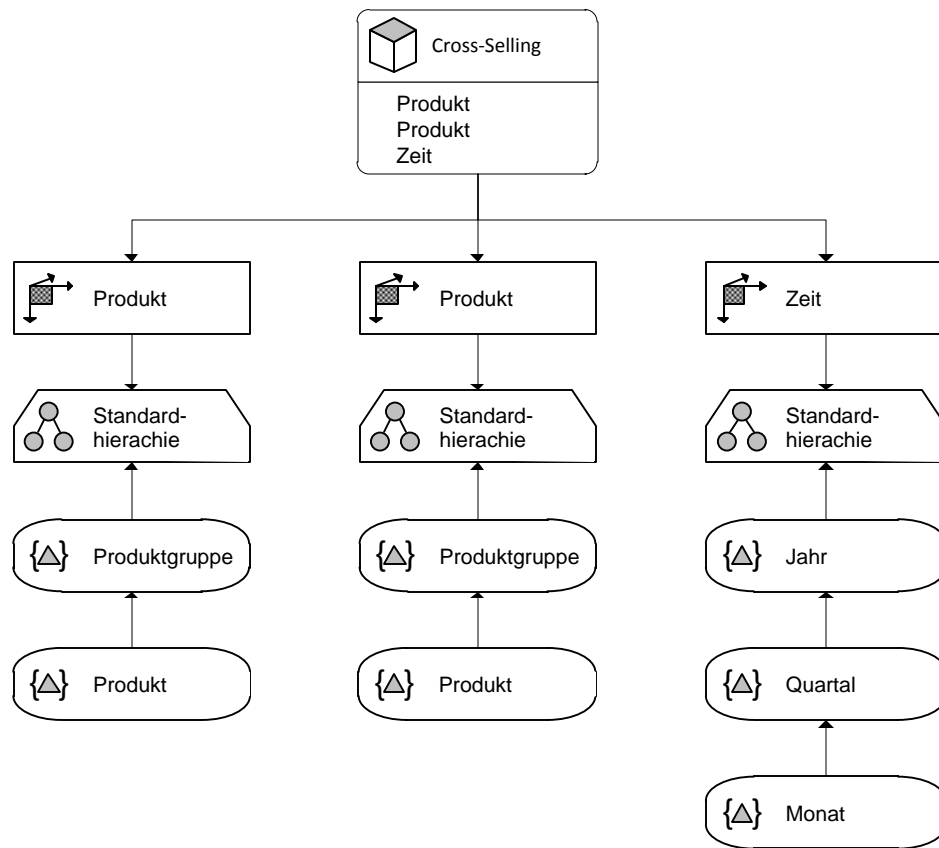 Cross-Selling
Produkt
Produkt
Zeit
Produkt
Produkt
Zeit
Standard-
hierachie
Standard-
hierachie
Standard-
hierachie
Produktgruppe
Produktgruppe
Jahr
Produkt
Produkt
Quartal
Monat